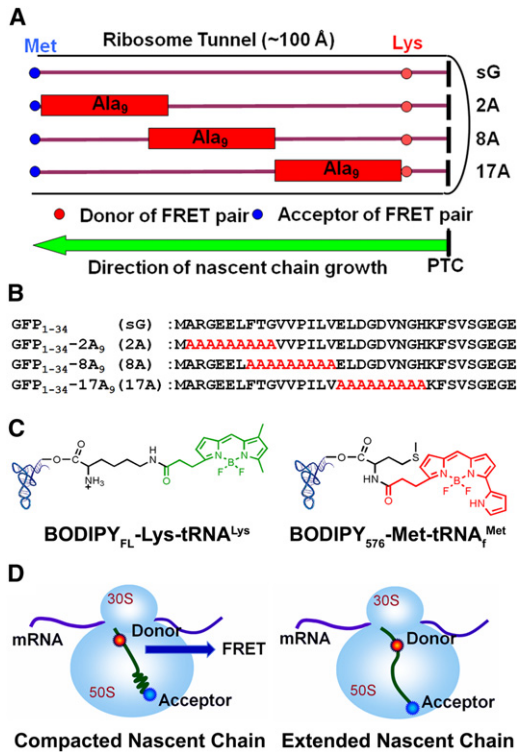 A
Met
Ribosome Tunnel (~100 Å)
Lys
sG
Ala9 2A
Ala9 8A
Ala9 17A
Donor of FRET pair Acceptor of FRET pair
Direction of nascent chain growth
PTC
B
GFP1-34 (sG) :MARGEELFTGVVPILVELDGDVNGHKFSVSGEGE
GFP1-34-2A9 (2A) :MAAAAAAAAAVVPILVELDGDVNGHKFSVSGEGE
GFP1-34-8A9 (8A) :MARGEELAAAAAAAAAELDGDVNGHKFSVSGEGE
GFP1-34-17A9(17A) :MARGEELFTGVVPILVAAAAAAAAAKFSVSGEGE
C
O
O C N H O
NH3 +
N B N
F F
BODIPYFL-Lys-tRNALys
O
O C S
NH
O
N B N
F F
HN
BODIPY576-Met-tRNAfMet
D
30S
mRNA
Donor
FRET
50S
Acceptor
Compacted Nascent Chain
30S
mRNA
Donor
50S
Acceptor
Extended Nascent Chain